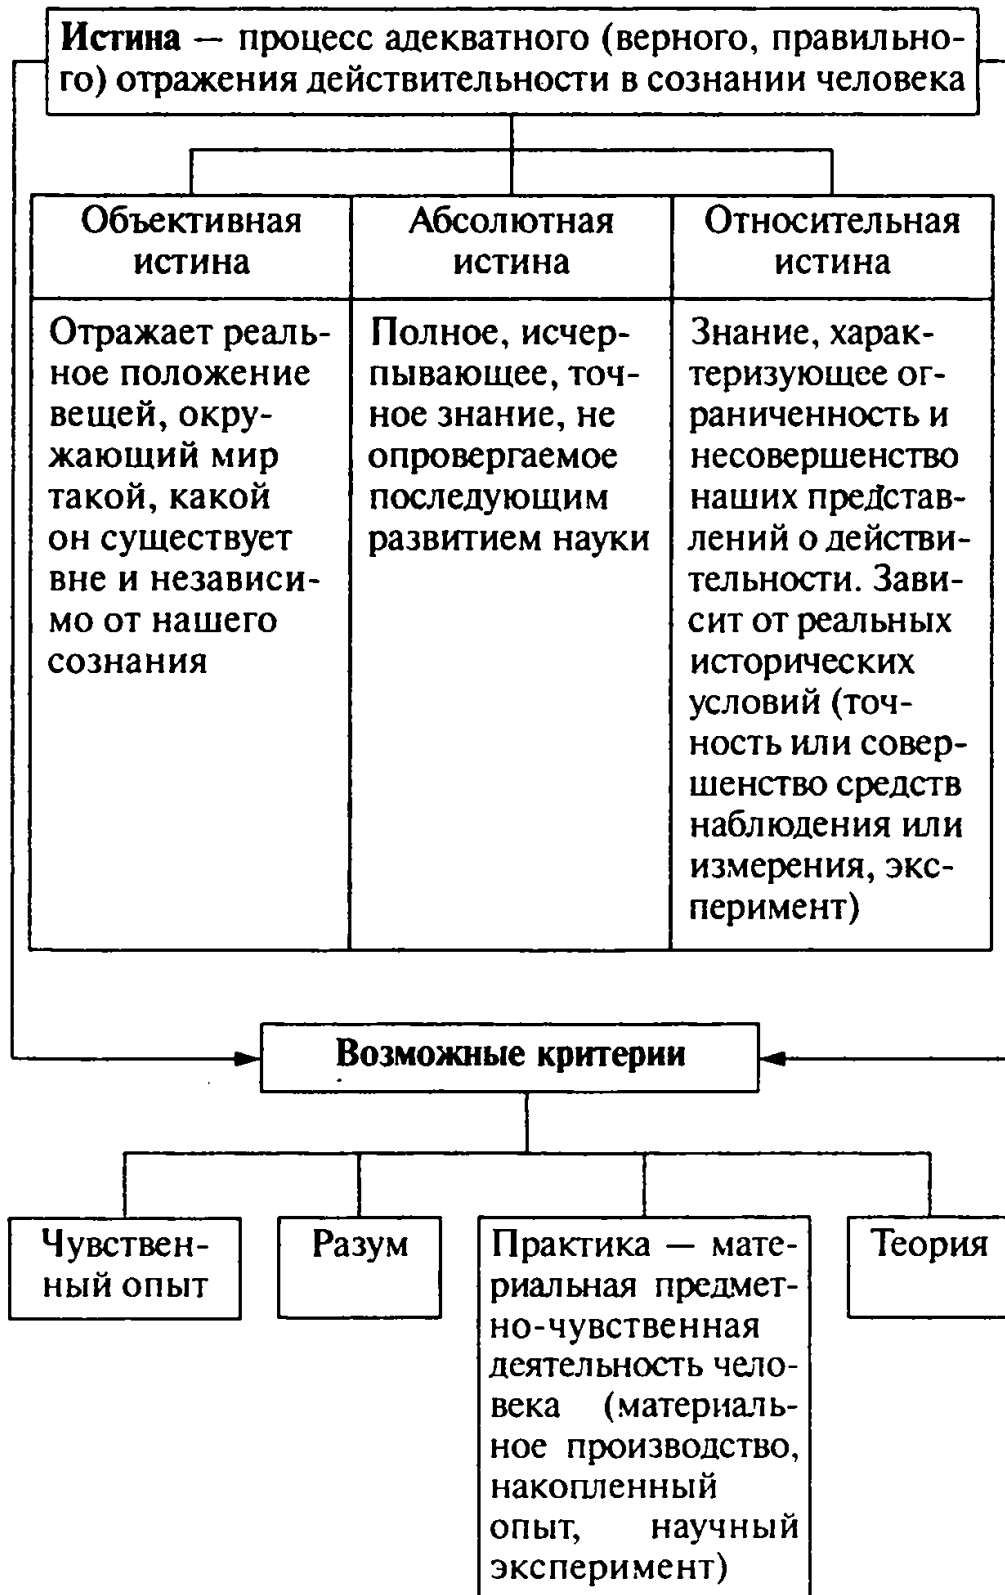 Истина — процесс адекватного (верного, правильно-
го) отражения действительности в сознании человека
Объективная
истина
Абсолютная
истина
Относительная
истина
Отражает реаль-
ное положение
вещей, окру-
жающий мир
такой, какой
он существует
вне и независи-
мо от нашего
сознания
Полное, исчер-
пывающее, точ-
ное знание, не
опровергаемое
последующим
развитием науки
Знание, харак-
теризующее ог-
раниченность и
несовершенство
наших представ-
лений о действи-
тельности. Зави-
сит от реальных
исторических
условий (точ-
ность или совер-
шенство средств
наблюдения или
измерения, экс-
перимент)
Возможные критерии
Чувствен-
ный опыт
Разум
Практика — мате-
риальная предмет-
но-чувственная
деятельность чело-
века (материаль-
ное производство,
накопленный
опыт, научный
эксперимент)
Теория